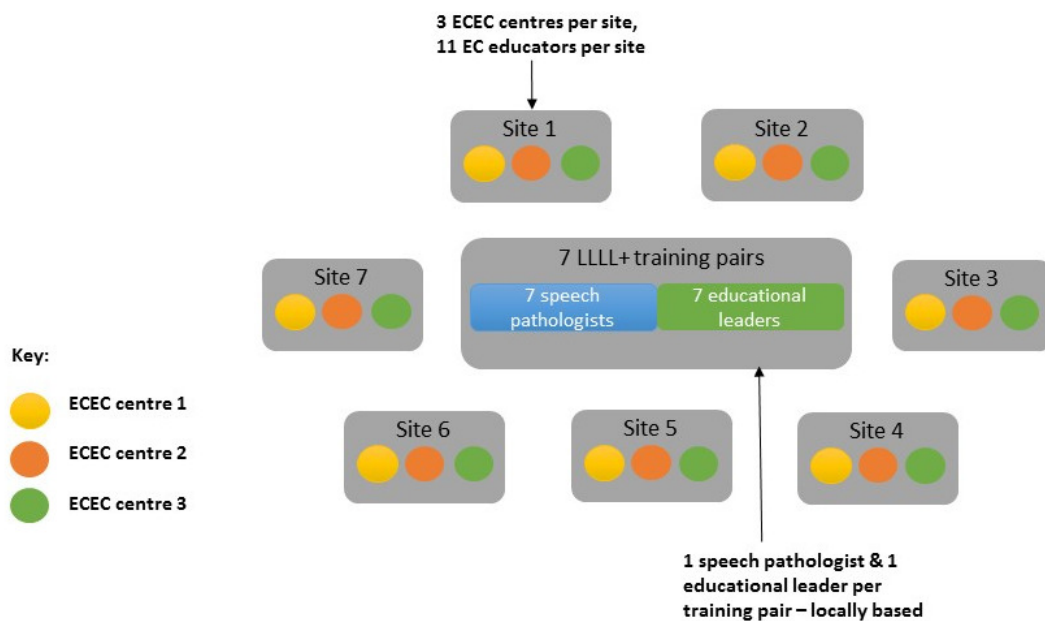 3 ECEC centres per site,
11 EC educators per site
Site 1
Site 2
7 LLLL+ training pairs
7 speech
pathologists
7 educational
leaders
Site 7
Site 3
Key:
ECEC centre 1
ECEC centre 2
ECEC centre 3
Site 6
Site 5
Site 4
1 speech pathologist & 1
educational leader per
training pair – locally based